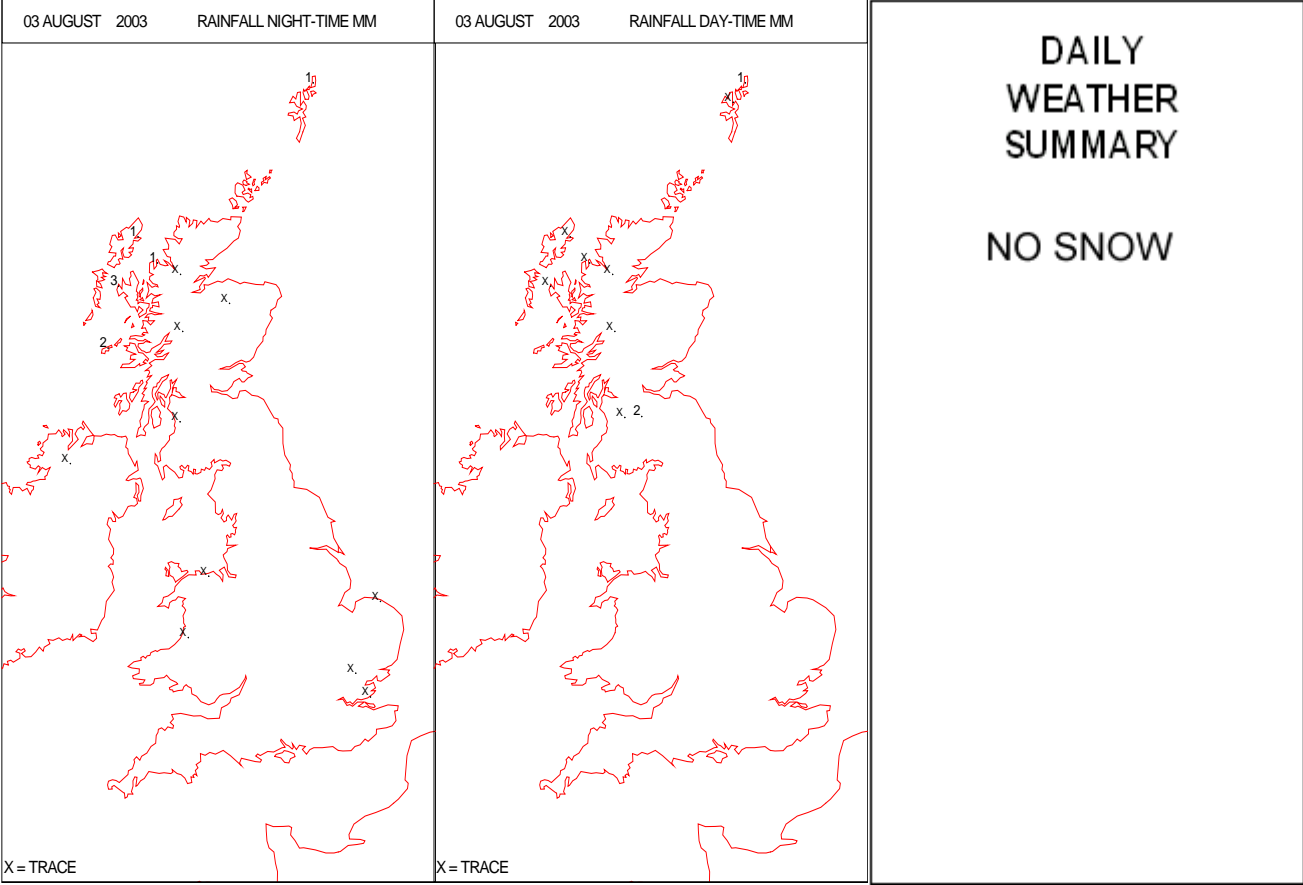 03 AUGUST 2003 RAINFALL NIGHT-TIME MM
1.
1
1
X.
3.
X.
X.
2.
X.
X.
X.
X.
X.
X.
X.
X = TRACE
03 AUGUST 2003 RAINFALL DAY-TIME MM
1.
X
X
X
X.
X
X.
X. 2.
X = TRACE
DAILY
WEATHER
SUMMARY
NO SNOW